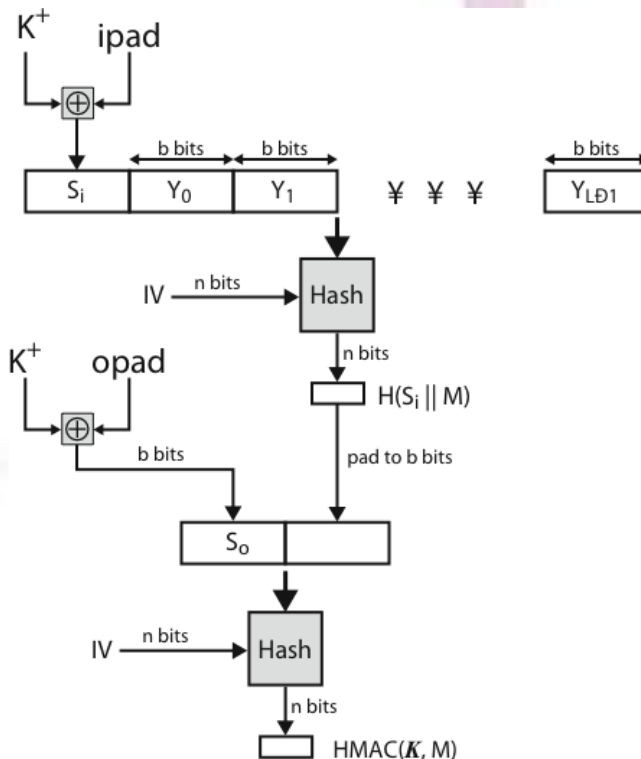 K+ ipad
⊕
b bits b bits b bits
Si Y0 Y1 ¥ ¥ ¥ YLÐ1
IV n bits Hash
n bits
K+ opad
H(Si || M)
⊕
b bits pad to b bits
So
IV n bits Hash
n bits
HMAC(K, M)